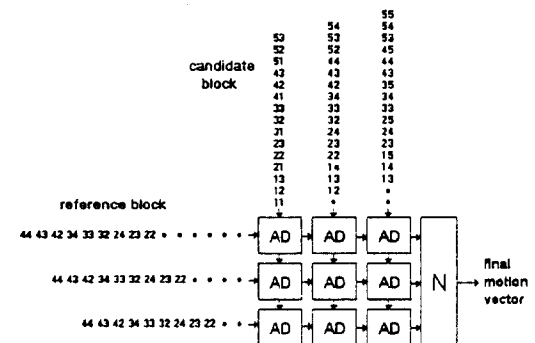 55
54 54
53 53 53
52 52 45
candidate
block
51 44 44
43 43 43
42 42 35
41 34 34
33 33 33
32 32 25
31 24 24
23 23 23
22 22 15
21 14 14
13 13 13
12 12 •
11 • •
reference block
44 43 42 34 33 32 24 23 22 • • • • • • AD AD AD
44 43 42 34 33 32 24 23 22 • • • • AD AD AD N
final
motion
vector
44 43 42 34 33 32 24 23 22 • • AD AD AD